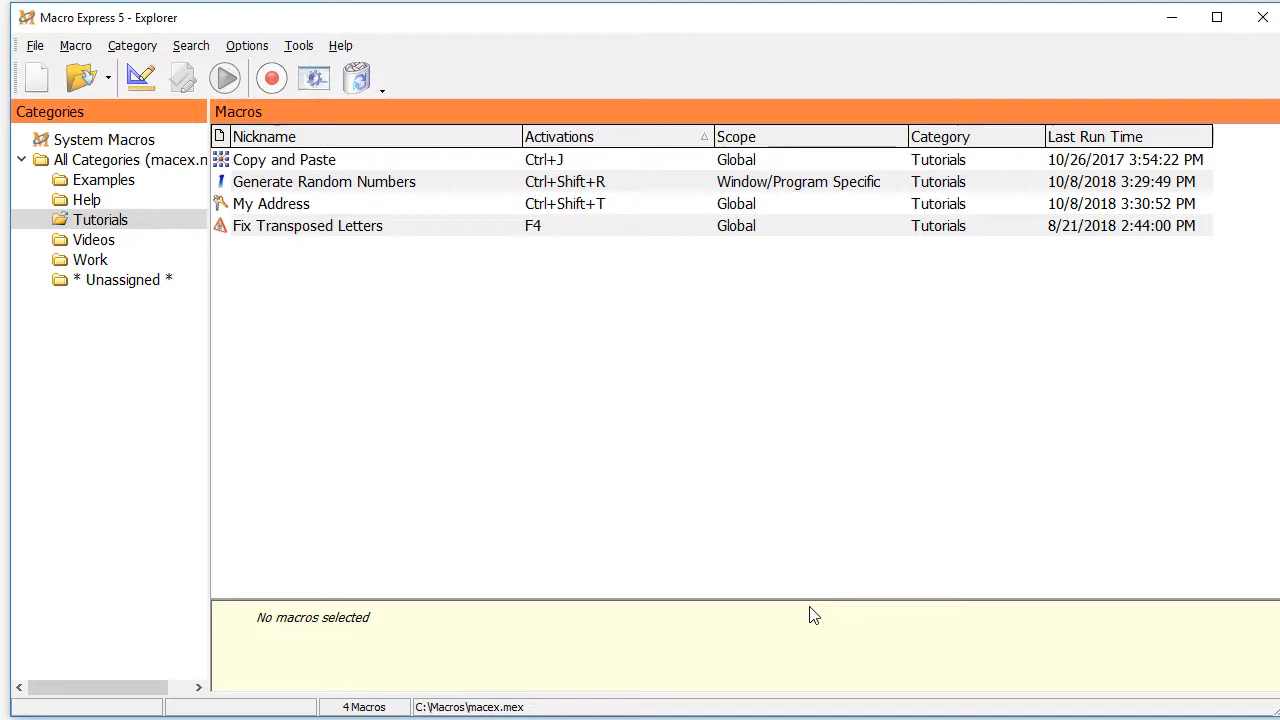 Macro Express 5 - Explorer
File Macro Category Search Options Tools Help
Categories
Macros
System Macros
All Categories (macex.n
Examples
Help
Tutorials
Videos
Work
* Unassigned *
Nickname Activations Scope Category Last Run Time
Copy and Paste Ctrl+J Global Tutorials 10/26/2017 3:54:22 PM
Generate Random Numbers Ctrl+Shift+R Window/Program Specific Tutorials 10/8/2018 3:29:49 PM
My Address Ctrl+Shift+T Global Tutorials 10/8/2018 3:30:52 PM
Fix Transposed Letters F4 Global Tutorials 8/21/2018 2:44:00 PM
No macros selected
4 Macros C:\Macros\macex.mex